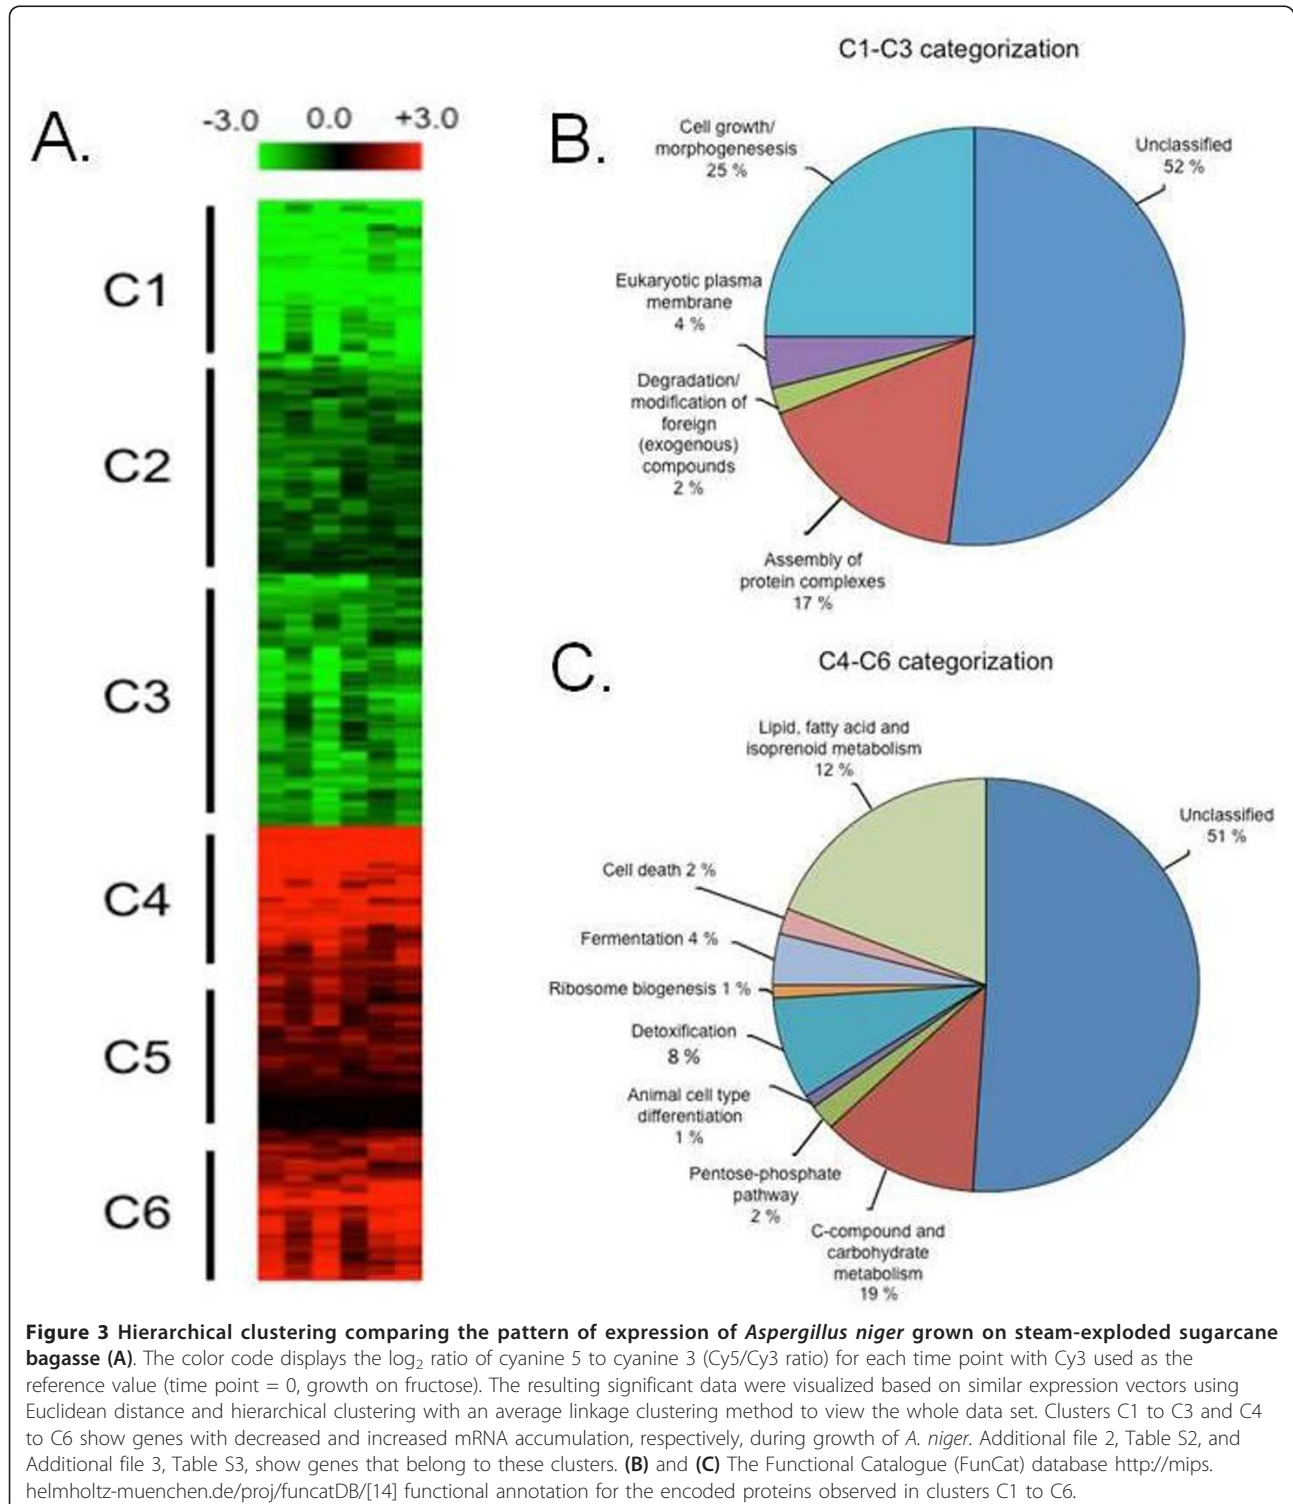 A.
-3.0 0.0 +3.0
C1
C2
C3
C4
C5
C6
C1-C3 categorization
B.
Cell growth/
morphogenesesis
25 %
Unclassified
52 %
Eukaryotic plasma
membrane
4 %
Degradation/
modification of
foreign
(exogenous)
compounds
2 %
Assembly of
protein complexes
17 %
C4-C6 categorization
C.
Lipid, fatty acid and
isoprenoid metabolism
12 %
Unclassified
51 %
Cell death 2 %
Fermentation 4 %
Ribosome biogenesis 1 %
Detoxification
8 %
Animal cell type
differentiation
1 %
Pentose-phosphate
pathway
2 %
C-compound and
carbohydrate
metabolism
19 %
Figure 3 Hierarchical clustering comparing the pattern of expression of Aspergillus niger grown on steam-exploded sugarcane
bagasse (A). The color code displays the log2 ratio of cyanine 5 to cyanine 3 (Cy5/Cy3 ratio) for each time point with Cy3 used as the
reference value (time point = 0, growth on fructose). The resulting significant data were visualized based on similar expression vectors using
Euclidean distance and hierarchical clustering with an average linkage clustering method to view the whole data set. Clusters C1 to C3 and C4
to C6 show genes with decreased and increased mRNA accumulation, respectively, during growth of A. niger. Additional file 2, Table S2, and
Additional file 3, Table S3, show genes that belong to these clusters. (B) and (C) The Functional Catalogue (FunCat) database http://mips.
helmholtz-muenchen.de/proj/funcatDB/[14] functional annotation for the encoded proteins observed in clusters C1 to C6.